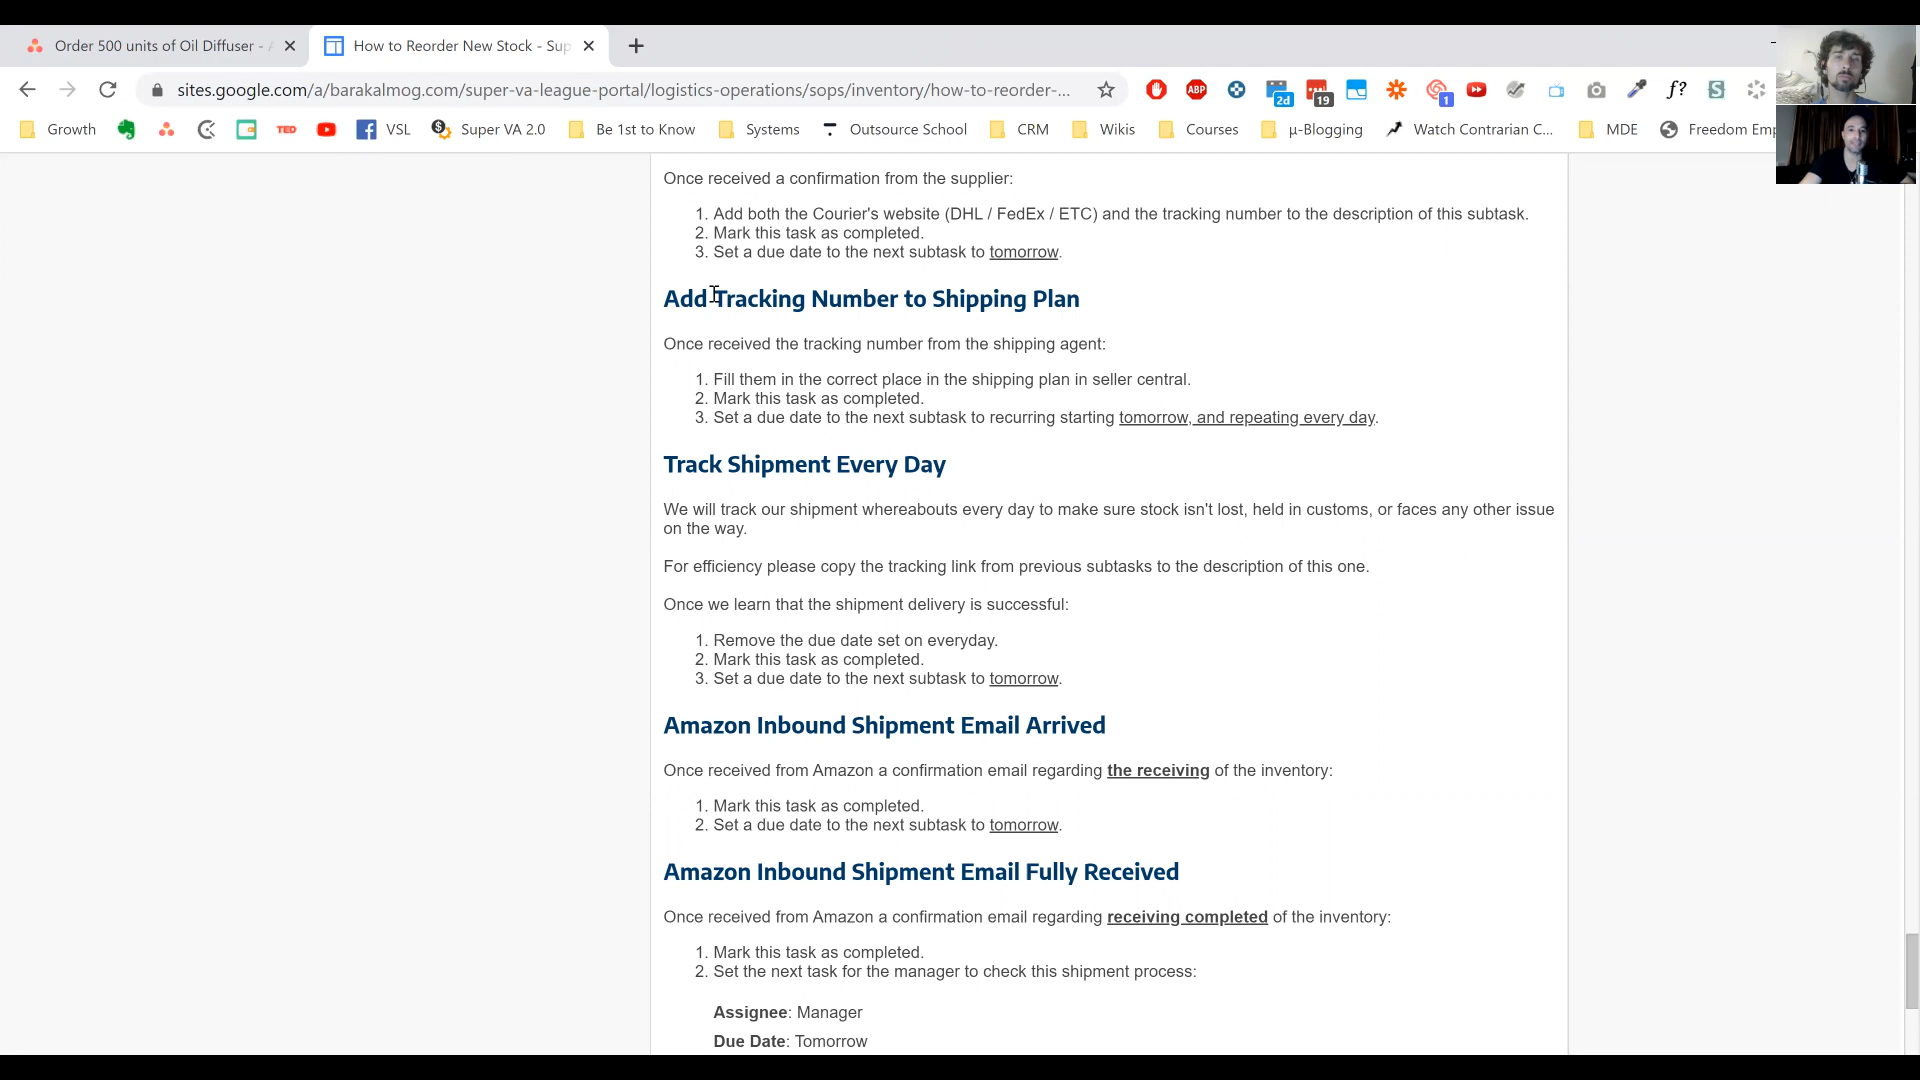 Order 500 units of Oil Diffuser -
How to Reorder New Stock - Sup
sites.google.com/a/barakalmog.com/super-va-league-portal/logistics-operations/sops/inventory/how-to-reorder-...
ABP
2d
19
1
f?
Growth
TED
VSL
Super VA 2.0
Be 1st to Know
Systems
Outsource School
CRM
Wikis
Courses
µ-Blogging
Watch Contrarian C...
MDE
Freedom Emp
Once received a confirmation from the supplier:
1. Add both the Courier's website (DHL / FedEx / ETC) and the tracking number to the description of this subtask.
2. Mark this task as completed.
3. Set a due date to the next subtask to tomorrow.
Add Tracking Number to Shipping Plan
Once received the tracking number from the shipping agent:
1. Fill them in the correct place in the shipping plan in seller central.
2. Mark this task as completed.
3. Set a due date to the next subtask to recurring starting tomorrow, and repeating every day.
Track Shipment Every Day
We will track our shipment whereabouts every day to make sure stock isn't lost, held in customs, or faces any other issue
on the way.
For efficiency please copy the tracking link from previous subtasks to the description of this one.
Once we learn that the shipment delivery is successful:
1. Remove the due date set on everyday.
2. Mark this task as completed.
3. Set a due date to the next subtask to tomorrow.
Amazon Inbound Shipment Email Arrived
Once received from Amazon a confirmation email regarding the receiving of the inventory:
1. Mark this task as completed.
2. Set a due date to the next subtask to tomorrow.
Amazon Inbound Shipment Email Fully Received
Once received from Amazon a confirmation email regarding receiving completed of the inventory:
1. Mark this task as completed.
2. Set the next task for the manager to check this shipment process:
Assignee: Manager
Due Date: Tomorrow